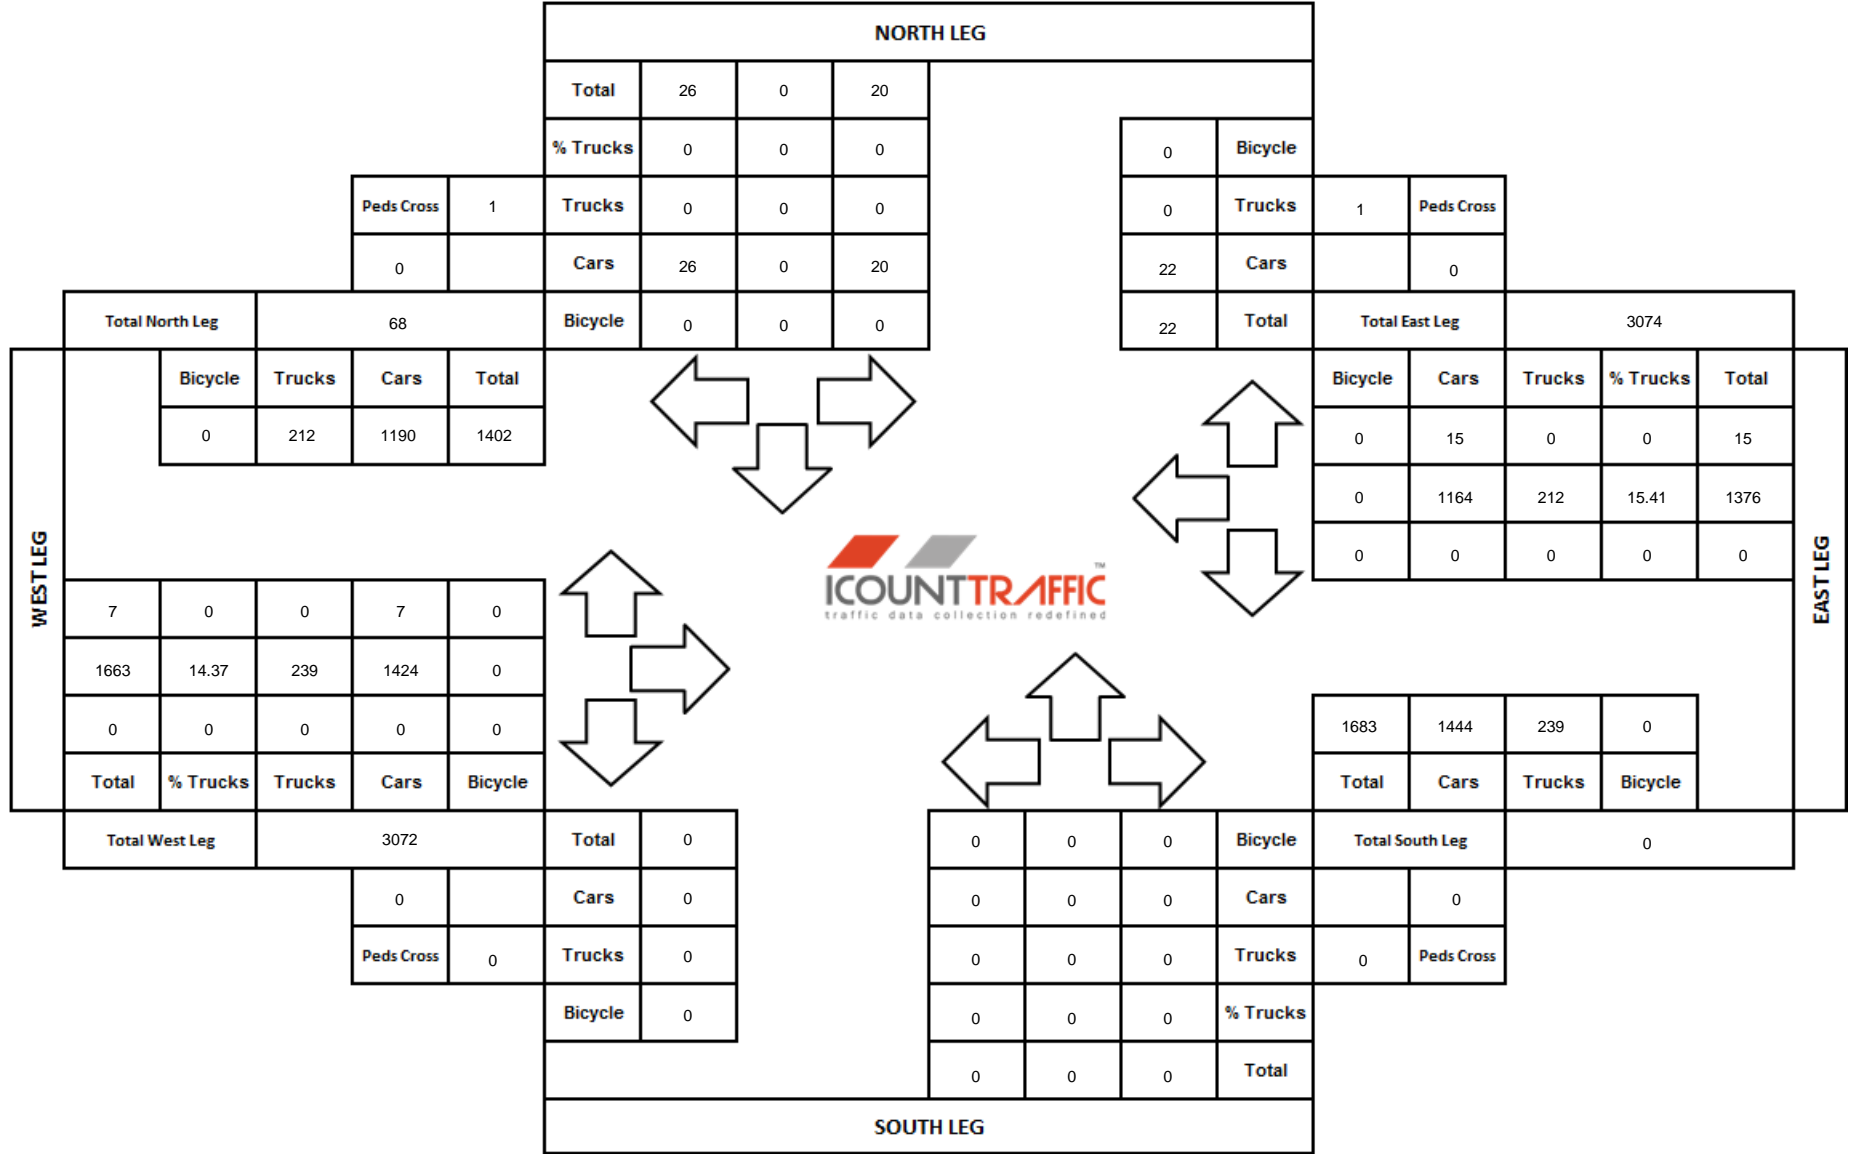 NORTH LEG
Total 26 0 20
% Trucks 0 0 0 0 Bicycle
Peds Cross 1 Trucks 0 0 0 0 Trucks 1 Peds Cross
0 Cars 26 0 20 22 Cars 0
Total North Leg 68 Bicycle 0 0 0 22 Total Total East Leg 3074
Bicycle Trucks Cars Total Bicycle Cars Trucks % Trucks Total
0 212 1190 1402 0 15 0 0 15
0 1164 212 15.41 1376
0 0 0 0 0
WEST LEG
EAST LEG
ICOUNTTRAFFIC™
traffic data collection redefined
7 0 0 7 0
1663 14.37 239 1424 0
0 0 0 0 0 1683 1444 239 0
Total % Trucks Trucks Cars Bicycle Total Cars Trucks Bicycle
Total West Leg 3072 Total 0 0 0 0 Bicycle Total South Leg 0
0 Cars 0 0 0 0 Cars 0
Peds Cross 0 Trucks 0 0 0 0 Trucks 0 Peds Cross
Bicycle 0 0 0 0 % Trucks
0 0 0 Total
SOUTH LEG